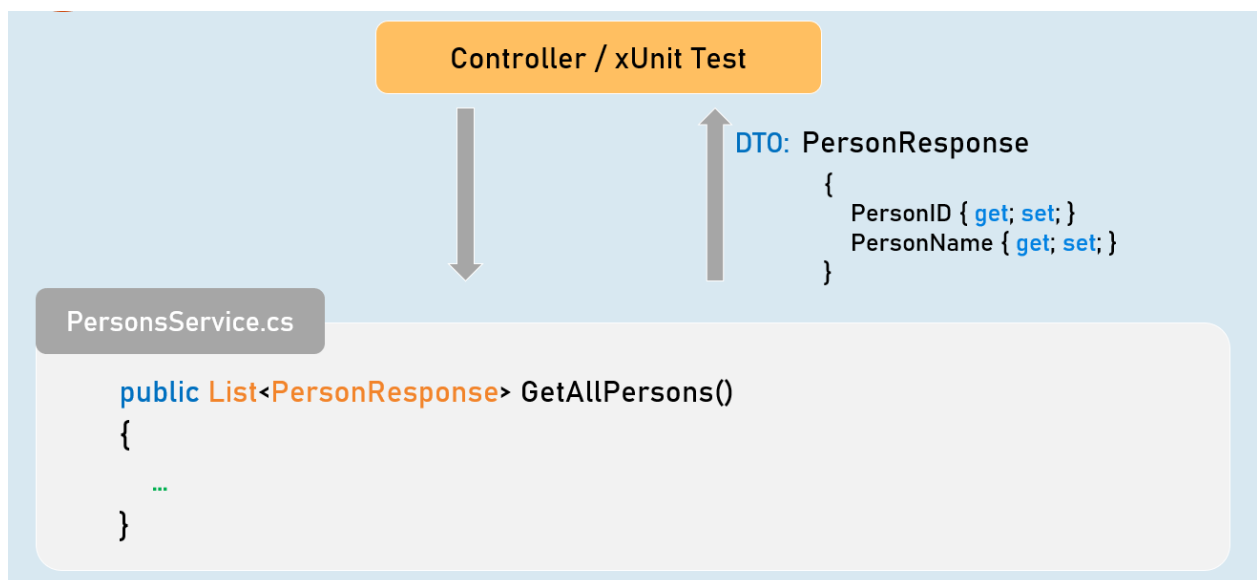 Controller / xUnit Test
DTO: PersonResponse
{
PersonID { get; set; }
PersonName { get; set; }
}
PersonsService.cs
public List<PersonResponse> GetAllPersons()
{
...
}